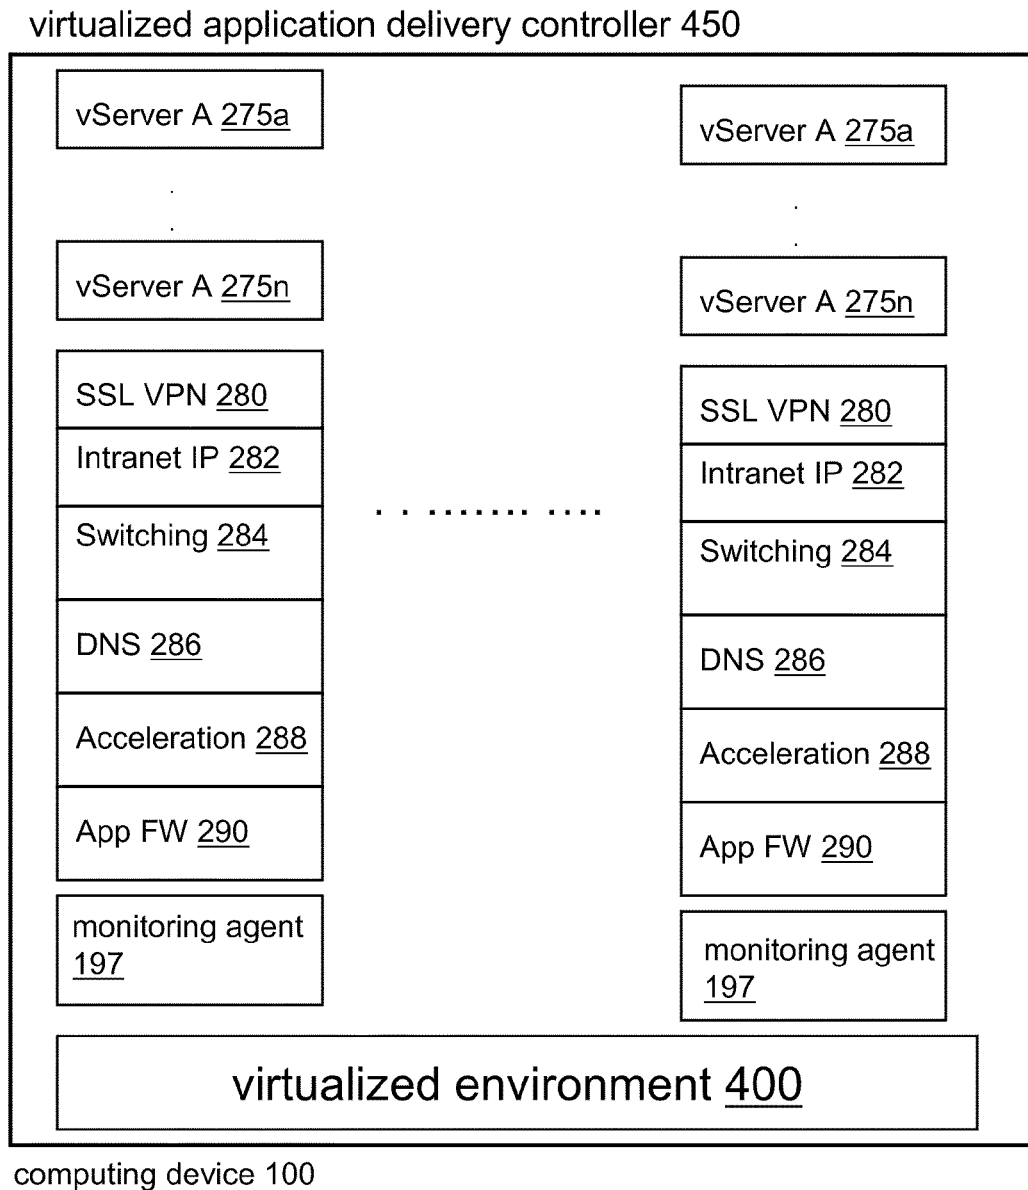 virtualized application delivery controller 450
vServer A 275a
vServer A 275n
SSL VPN 280
Intranet IP 282
Switching 284
DNS 286
Acceleration 288
App FW 290
monitoring agent
197
vServer A 275a
vServer A 275n
SSL VPN 280
Intranet IP 282
Switching 284
DNS 286
Acceleration 288
App FW 290
monitoring agent
197
virtualized environment 400
computing device 100